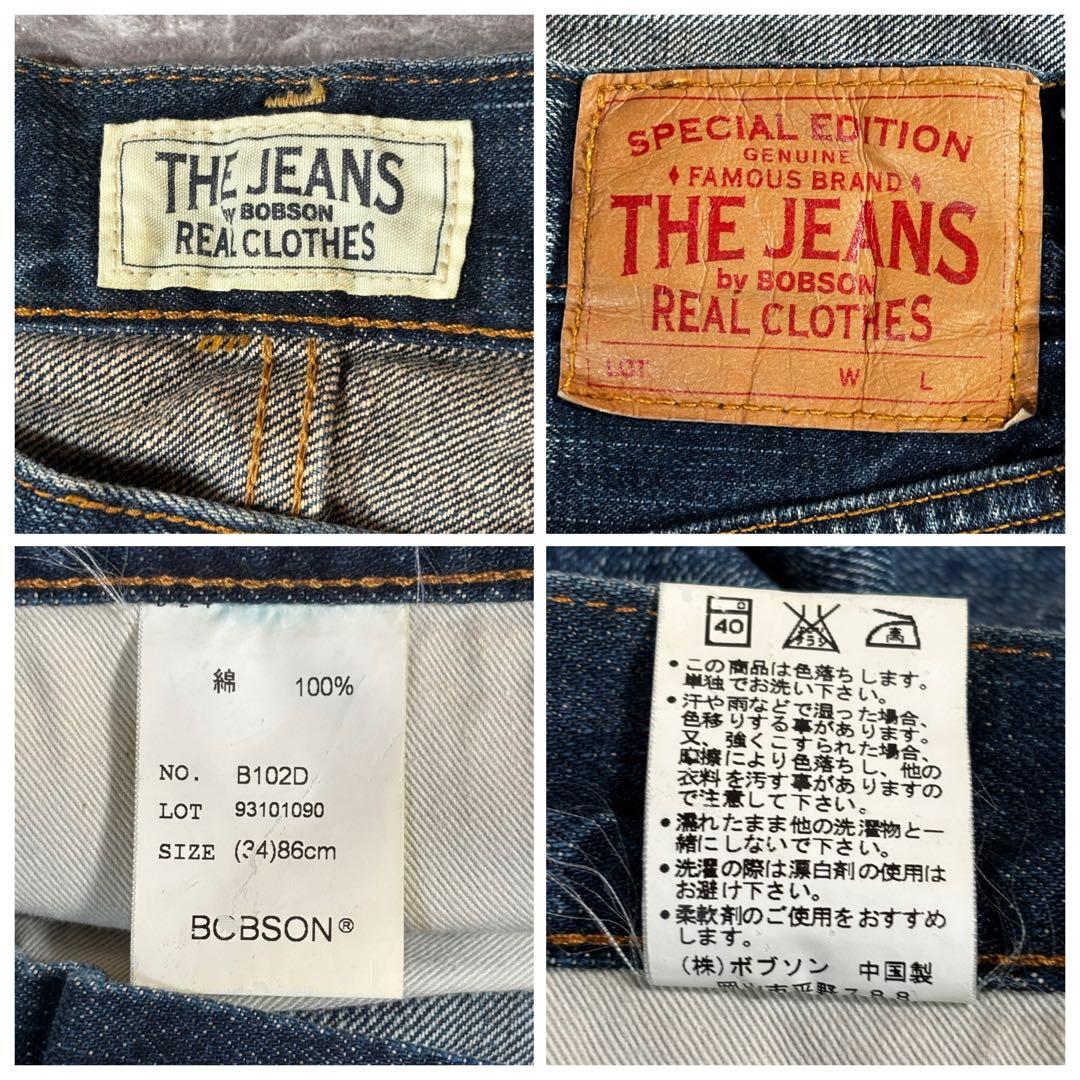 THE JEANS
by BOBSON
REAL CLOTHES
SPECIAL EDITION
GENUINE
FAMOUS BRAND
THE JEANS
by BOBSON
REAL CLOTHES
LOT W L
綿 100%
NO. B102D
LOT 93101090
SIZE (34)86cm
BOBSON®
40 高
•この商品は色落ちします。
単独でお洗い下さい。
•汗や雨などで湿った場合、
色移りする事があります。
又、強くこすられた場合、
摩擦により色落ちし、他の
衣料を汚す事がありますの
で注意して下さい。
•濡れたまま他の洗濯物と一
緒にしないで下さい。
•洗濯の際は漂白剤の使用は
お避け下さい。
•柔軟剤のご使用をおすすめ
します。
(株)ボブソン 中国製
岡山市平野788